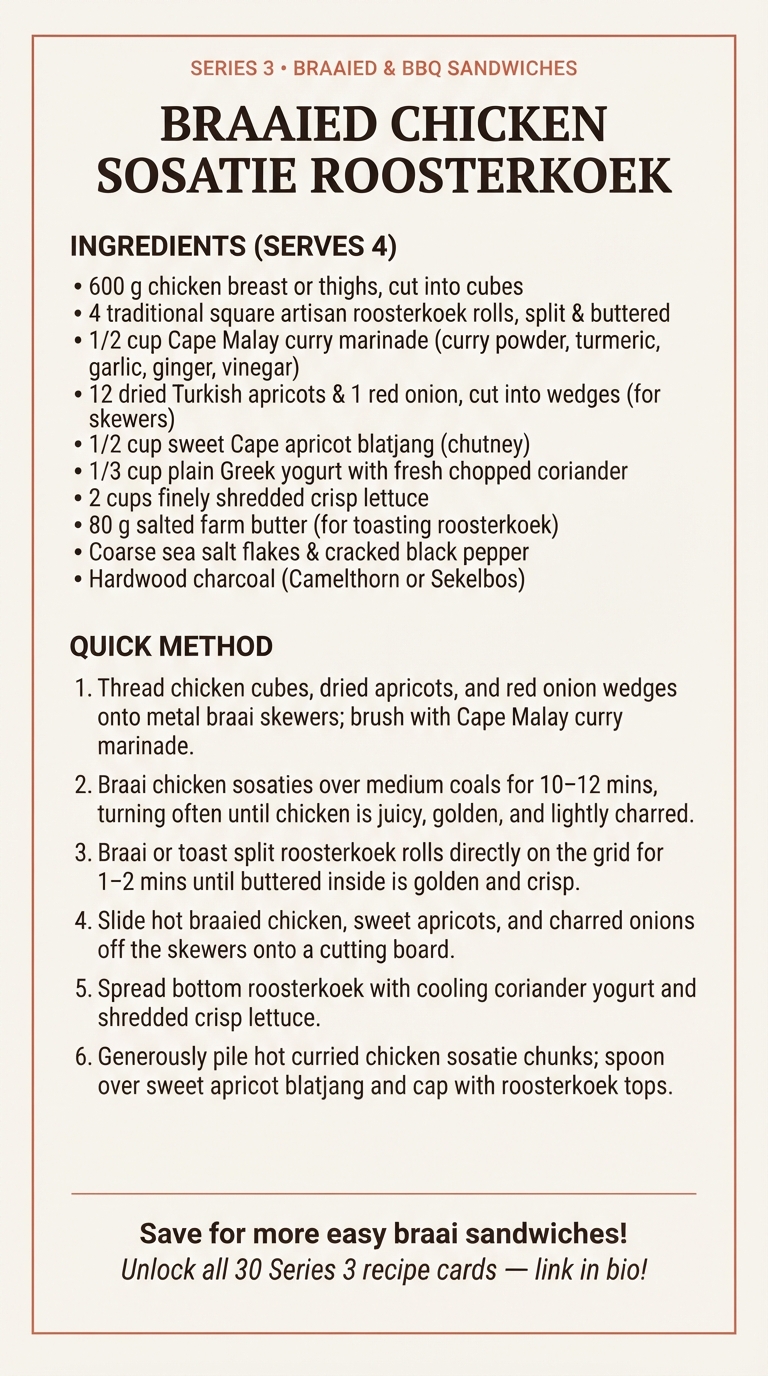 SERIES 3 • BRAAIED & BBQ SANDWICHES
BRAAIED CHICKEN
SOSATIE ROOSTERKOEK
INGREDIENTS (SERVES 4)
• 600 g chicken breast or thighs, cut into cubes
• 4 traditional square artisan roosterkoek rolls, split & buttered
• 1/2 cup Cape Malay curry marinade (curry powder, turmeric,
garlic, ginger, vinegar)
• 12 dried Turkish apricots & 1 red onion, cut into wedges (for
skewers)
• 1/2 cup sweet Cape apricot blatjang (chutney)
• 1/3 cup plain Greek yogurt with fresh chopped coriander
• 2 cups finely shredded crisp lettuce
• 80 g salted farm butter (for toasting roosterkoek)
• Coarse sea salt flakes & cracked black pepper
• Hardwood charcoal (Camelthorn or Sekelbos)
QUICK METHOD
1. Thread chicken cubes, dried apricots, and red onion wedges
onto metal braai skewers; brush with Cape Malay curry
marinade.
2. Braai chicken sosaties over medium coals for 10–12 mins,
turning often until chicken is juicy, golden, and lightly charred.
3. Braai or toast split roosterkoek rolls directly on the grid for
1–2 mins until buttered inside is golden and crisp.
4. Slide hot braaied chicken, sweet apricots, and charred onions
off the skewers onto a cutting board.
5. Spread bottom roosterkoek with cooling coriander yogurt and
shredded crisp lettuce.
6. Generously pile hot curried chicken sosatie chunks; spoon
over sweet apricot blatjang and cap with roosterkoek tops.
Save for more easy braai sandwiches!
Unlock all 30 Series 3 recipe cards — link in bio!